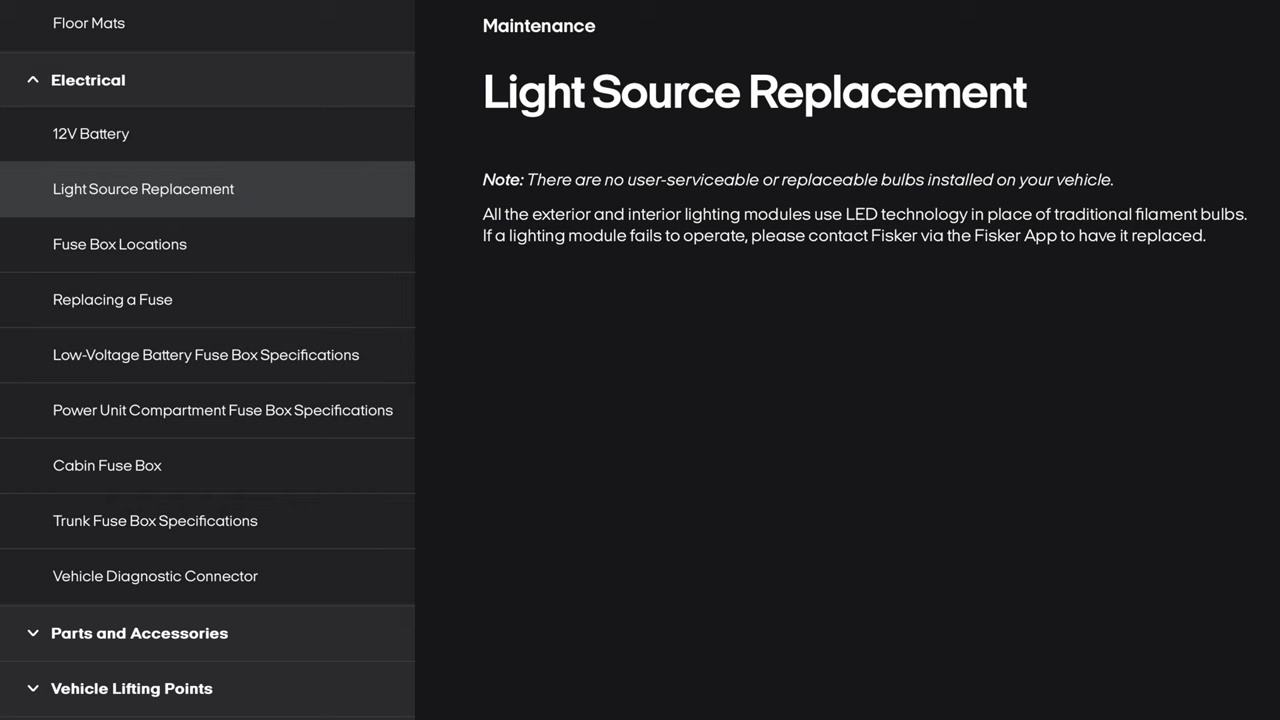 Floor Mats
Electrical
12V Battery
Light Source Replacement
Fuse Box Locations
Replacing a Fuse
Low-Voltage Battery Fuse Box Specifications
Power Unit Compartment Fuse Box Specifications
Cabin Fuse Box
Trunk Fuse Box Specifications
Vehicle Diagnostic Connector
Parts and Accessories
Vehicle Lifting Points
Maintenance
Light Source Replacement
Note: There are no user-serviceable or replaceable bulbs installed on your vehicle.
All the exterior and interior lighting modules use LED technology in place of traditional filament bulbs.
If a lighting module fails to operate, please contact Fisker via the Fisker App to have it replaced.